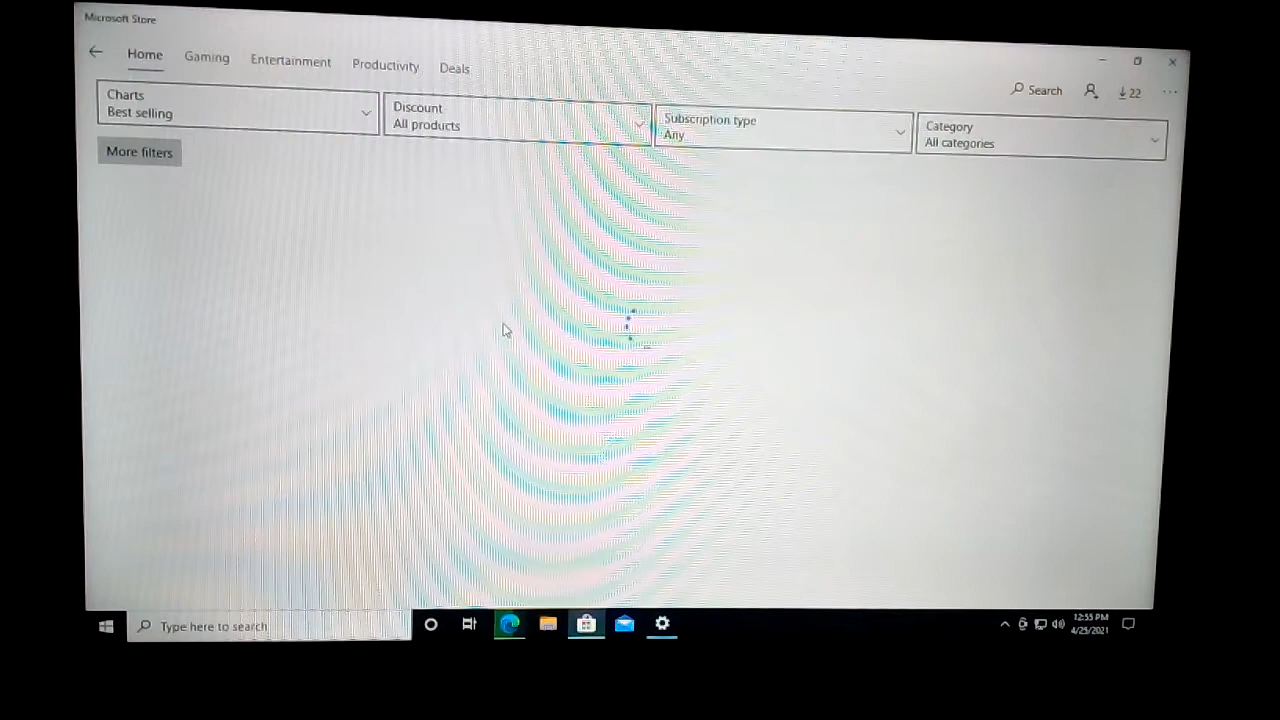 Microsoft Store
Home Gaming Entertainment Productivity Deals
Search 22
Charts
Best selling
Discount
All products
Subscription type
Any
Category
All categories
More filters
Type here to search
12:55 PM
4/25/2021